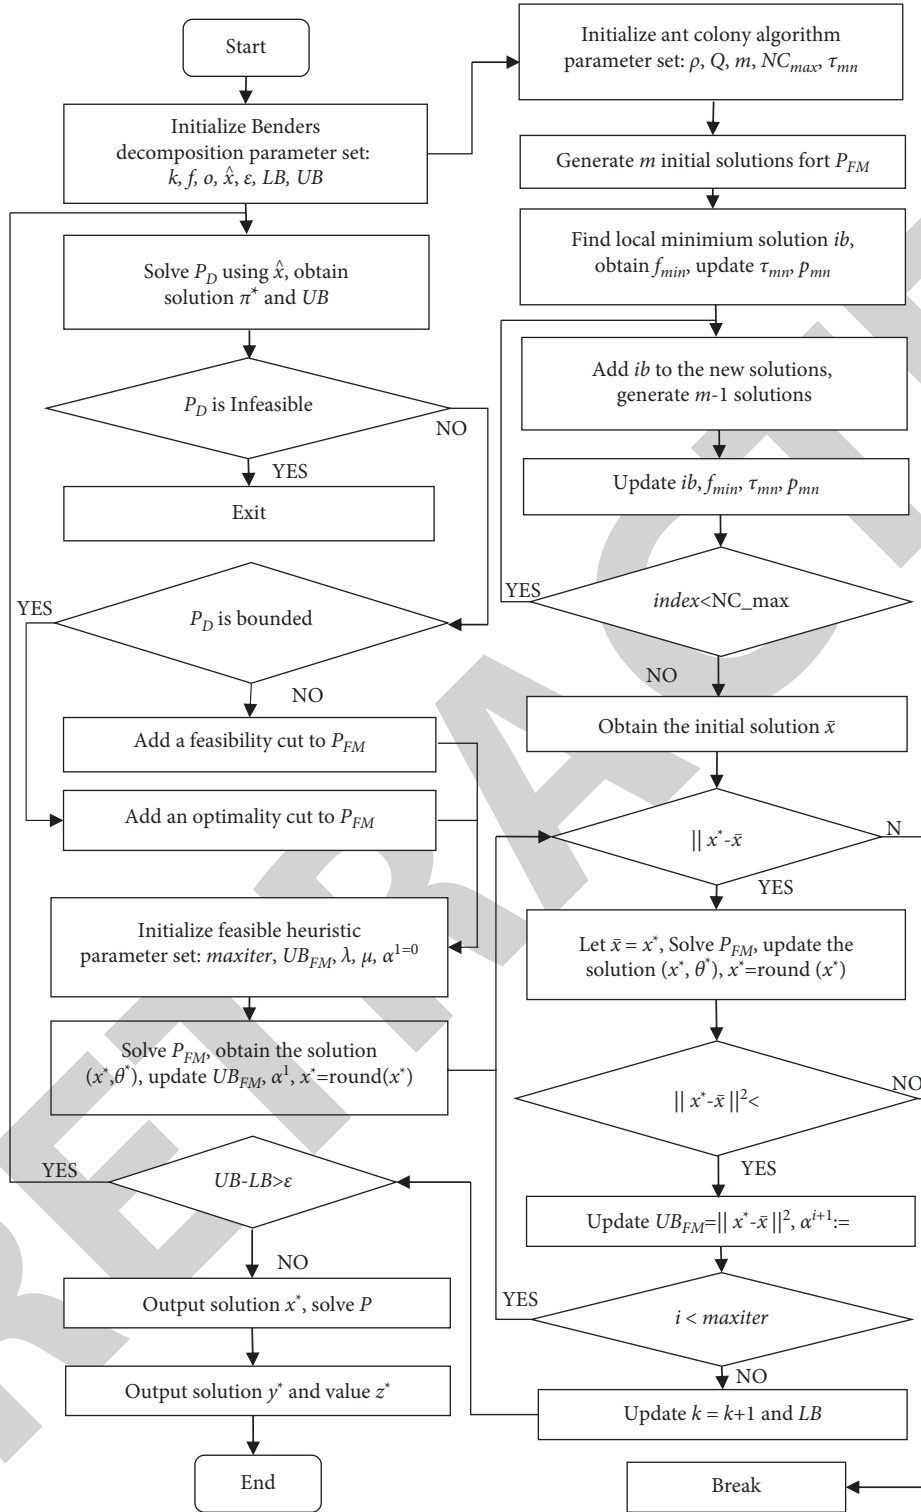 Start
Initialize Benders
decomposition parameter set:
k, f, o, x̂, ε, LB, UB
Solve P_D using x̂, obtain
solution π* and UB
P_D is Infeasible
NO
YES
Exit
YES
P_D is bounded
NO
Add a feasibility cut to P_FM
Add an optimality cut to P_FM
Initialize feasible heuristic
parameter set: maxiter, UB_FM, λ, μ, α^1=0
Solve P_FM, obtain the solution
(x*,θ*), update UB_FM, α^1, x*=round(x*)
YES
UB-LB>ε
NO
Output solution x*, solve P
Output solution y* and value z*
End
Initialize ant colony algorithm
parameter set: ρ, Q, m, NC_max, τ_mn
Generate m initial solutions fort P_FM
Find local minimium solution ib,
obtain f_min, update τ_mn, p_mn
Add ib to the new solutions,
generate m-1 solutions
Update ib, f_min, τ_mn, p_mn
YES
index<NC_max
NO
Obtain the initial solution x̄
|| x*-x̄
N
YES
Let x̄ = x*, Solve P_FM, update the
solution (x*, θ*), x*=round (x*)
NO
|| x*-x̄ ||²<
YES
Update UB_FM=|| x*-x̄ ||², α^i+1:=
YES
i < maxiter
NO
Update k = k+1 and LB
Break